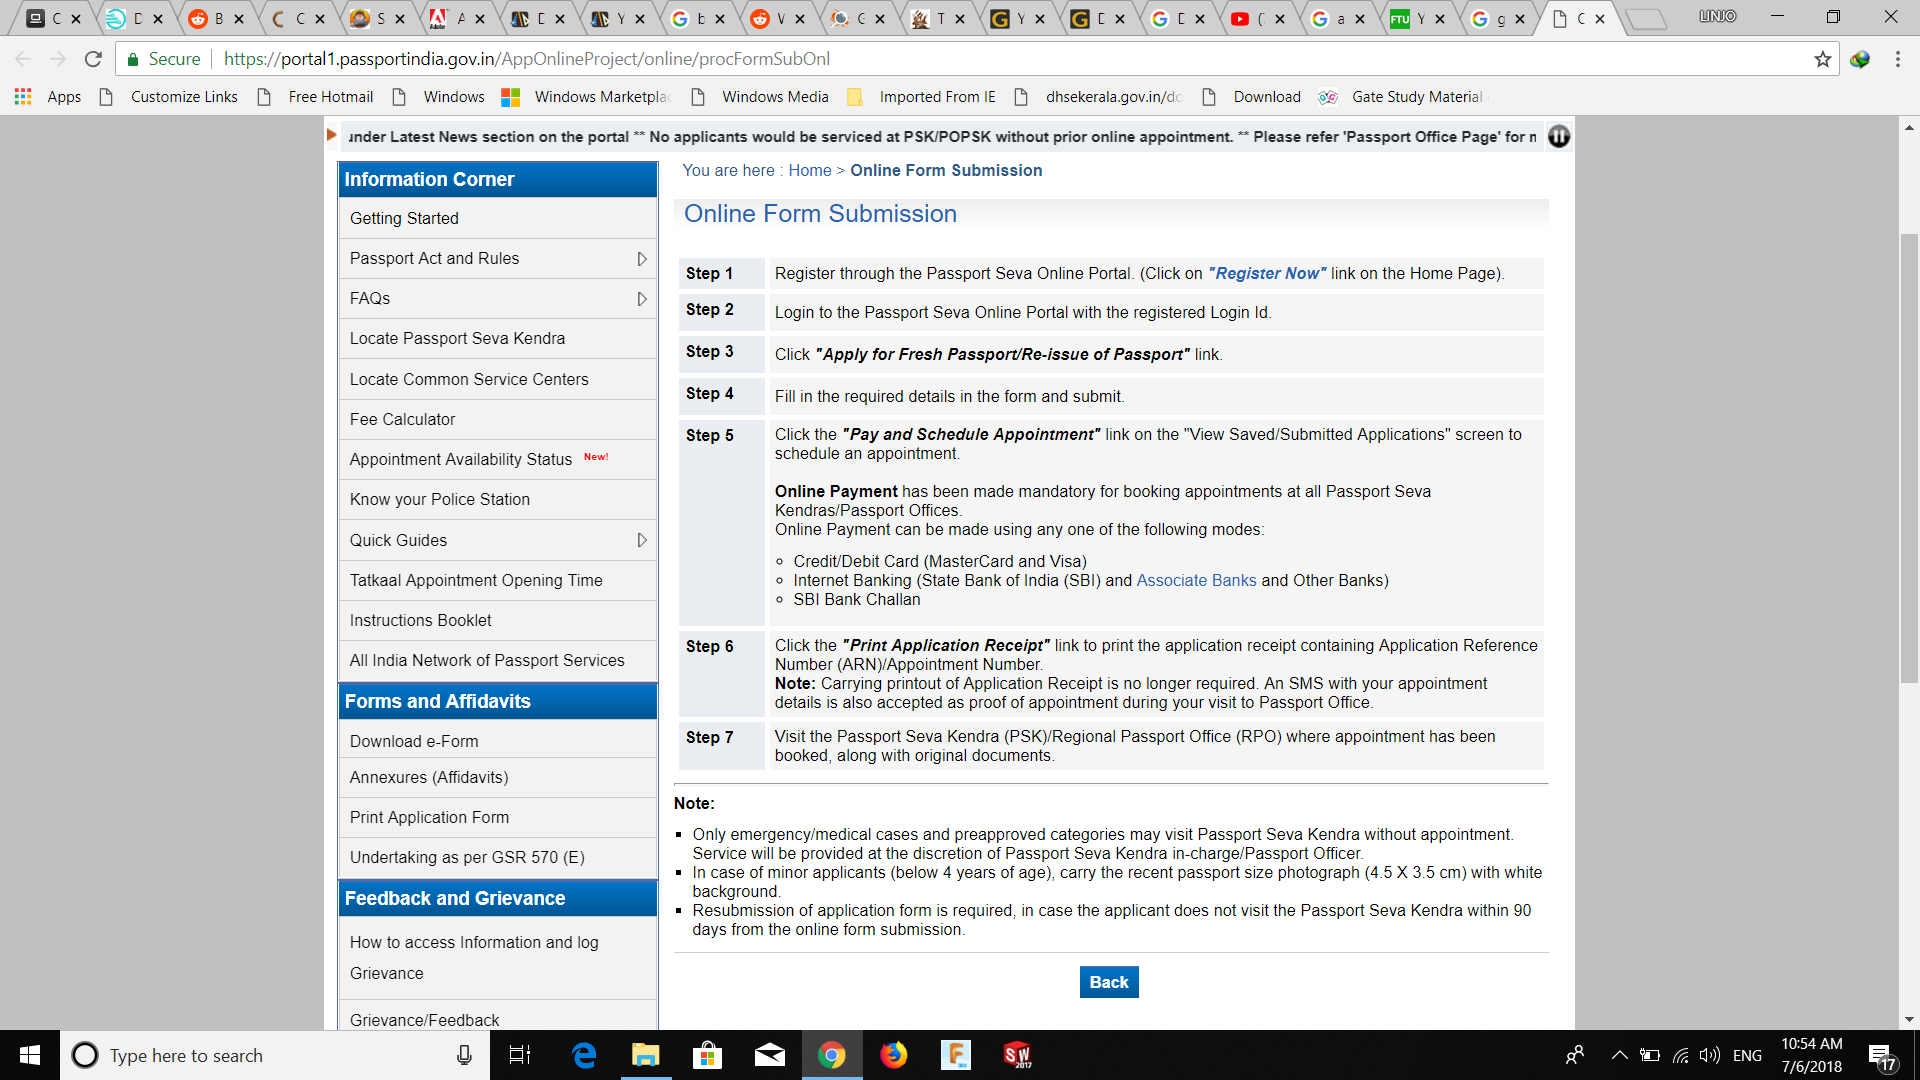 C
D
B
C
S
A
D
Y
b
W
G
T
Y
D
D
(
a
Y
g
C
LINJO
Secure
https://portal1.passportindia.gov.in/AppOnlineProject/online/procFormSubOnl
Apps
Customize Links
Free Hotmail
Windows
Windows Marketplac
Windows Media
Imported From IE
dhsekerala.gov.in/dc
Download
Gate Study Material
under Latest News section on the portal ** No applicants would be serviced at PSK/POPSK without prior online appointment. ** Please refer 'Passport Office Page' for m
Information Corner
Getting Started
Passport Act and Rules
FAQs
Locate Passport Seva Kendra
Locate Common Service Centers
Fee Calculator
Appointment Availability Status New!
Know your Police Station
Quick Guides
Tatkaal Appointment Opening Time
Instructions Booklet
All India Network of Passport Services
Forms and Affidavits
Download e-Form
Annexures (Affidavits)
Print Application Form
Undertaking as per GSR 570 (E)
Feedback and Grievance
How to access Information and log
Grievance
Grievance/Feedback
You are here : Home > Online Form Submission
Online Form Submission
Step 1 Register through the Passport Seva Online Portal. (Click on "Register Now" link on the Home Page).
Step 2 Login to the Passport Seva Online Portal with the registered Login Id.
Step 3 Click "Apply for Fresh Passport/Re-issue of Passport" link.
Step 4 Fill in the required details in the form and submit.
Step 5 Click the "Pay and Schedule Appointment" link on the "View Saved/Submitted Applications" screen to
schedule an appointment.
Online Payment has been made mandatory for booking appointments at all Passport Seva
Kendras/Passport Offices.
Online Payment can be made using any one of the following modes:
Credit/Debit Card (MasterCard and Visa)
Internet Banking (State Bank of India (SBI) and Associate Banks and Other Banks)
SBI Bank Challan
Step 6 Click the "Print Application Receipt" link to print the application receipt containing Application Reference
Number (ARN)/Appointment Number.
Note: Carrying printout of Application Receipt is no longer required. An SMS with your appointment
details is also accepted as proof of appointment during your visit to Passport Office.
Step 7 Visit the Passport Seva Kendra (PSK)/Regional Passport Office (RPO) where appointment has been
booked, along with original documents.
Note:
Only emergency/medical cases and preapproved categories may visit Passport Seva Kendra without appointment.
Service will be provided at the discretion of Passport Seva Kendra in-charge/Passport Officer.
In case of minor applicants (below 4 years of age), carry the recent passport size photograph (4.5 X 3.5 cm) with white
background.
Resubmission of application form is required, in case the applicant does not visit the Passport Seva Kendra within 90
days from the online form submission.
Back
Type here to search
SW
2017
ENG
10:54 AM
7/6/2018
17